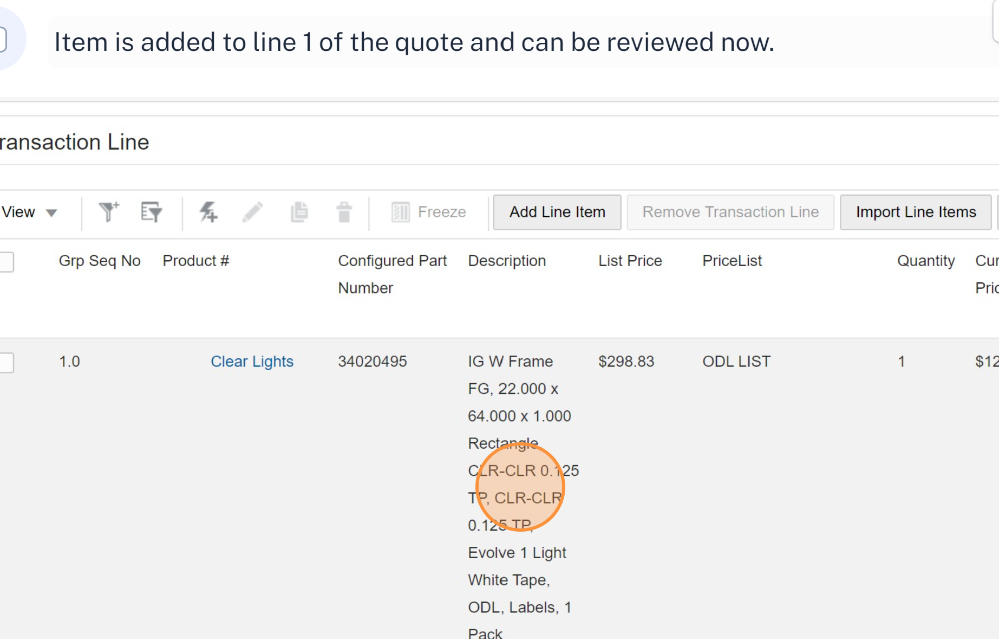 Item is added to line 1 of the quote and can be reviewed now.
ransaction Line
View Freeze Add Line Item Remove Transaction Line Import Line Items
Grp Seq No Product # Configured Part Description List Price PriceList Quantity Cur
Number Pric
1.0 Clear Lights 34020495 IG W Frame $298.83 ODL LIST 1 $12
FG, 22.000 x
64.000 x 1.000
Rectangle
CLR-CLR 0.125
TP, CLR-CLR
0.125 TP,
Evolve 1 Light
White Tape,
ODL, Labels, 1
Pack